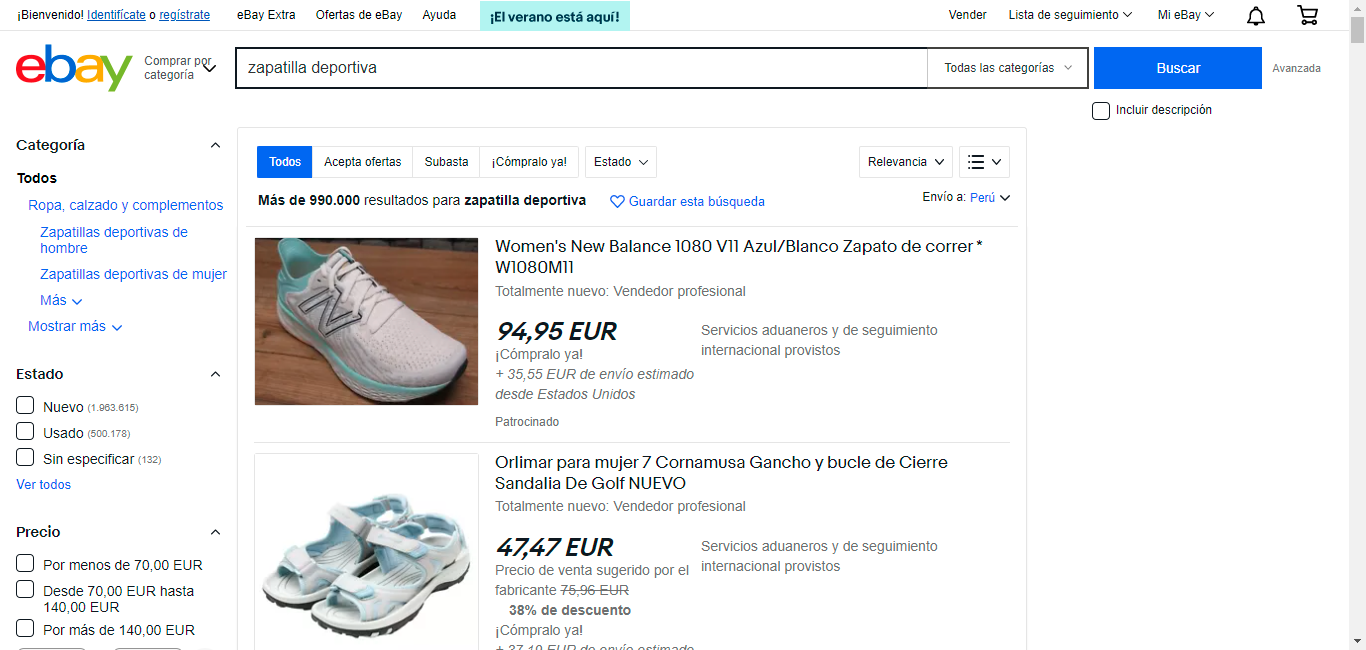 ¡Bienvenido! Identifícate o regístrate
eBay Extra
Ofertas de eBay
Ayuda
¡El verano está aquí!
Vender
Lista de seguimiento
Mi eBay
ebay
Comprar por
categoría
zapatilla deportiva
Todas las categorías
Buscar
Avanzada
Incluir descripción
Categoría
Todos
Ropa, calzado y complementos
Zapatillas deportivas de
hombre
Zapatillas deportivas de mujer
Más
Mostrar más
Estado
Nuevo (1.963.615)
Usado (500.178)
Sin especificar (132)
Ver todos
Precio
Por menos de 70,00 EUR
Desde 70,00 EUR hasta
140,00 EUR
Por más de 140,00 EUR
Todos
Acepta ofertas
Subasta
¡Cómpralo ya!
Estado
Relevancia
Más de 990.000 resultados para zapatilla deportiva
Guardar esta búsqueda
Envío a: Perú
Women's New Balance 1080 V11 Azul/Blanco Zapato de correr *
W1080M11
Totalmente nuevo: Vendedor profesional
94,95 EUR
¡Cómpralo ya!
+ 35,55 EUR de envío estimado
desde Estados Unidos
Servicios aduaneros y de seguimiento
internacional provistos
Patrocinado
Orlimar para mujer 7 Cornamusa Gancho y bucle de Cierre
Sandalia De Golf NUEVO
Totalmente nuevo: Vendedor profesional
47,47 EUR
Precio de venta sugerido por el
fabricante 75,96 EUR
38% de descuento
¡Cómpralo ya!
+ 37,19 EUR de envío estimado
Servicios aduaneros y de seguimiento
internacional provistos